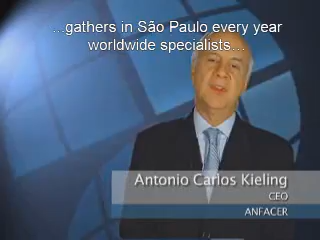 ...gathers in São Paulo every year
worldwide specialists...
Antonio Carlos Kieling
CEO
ANFACER